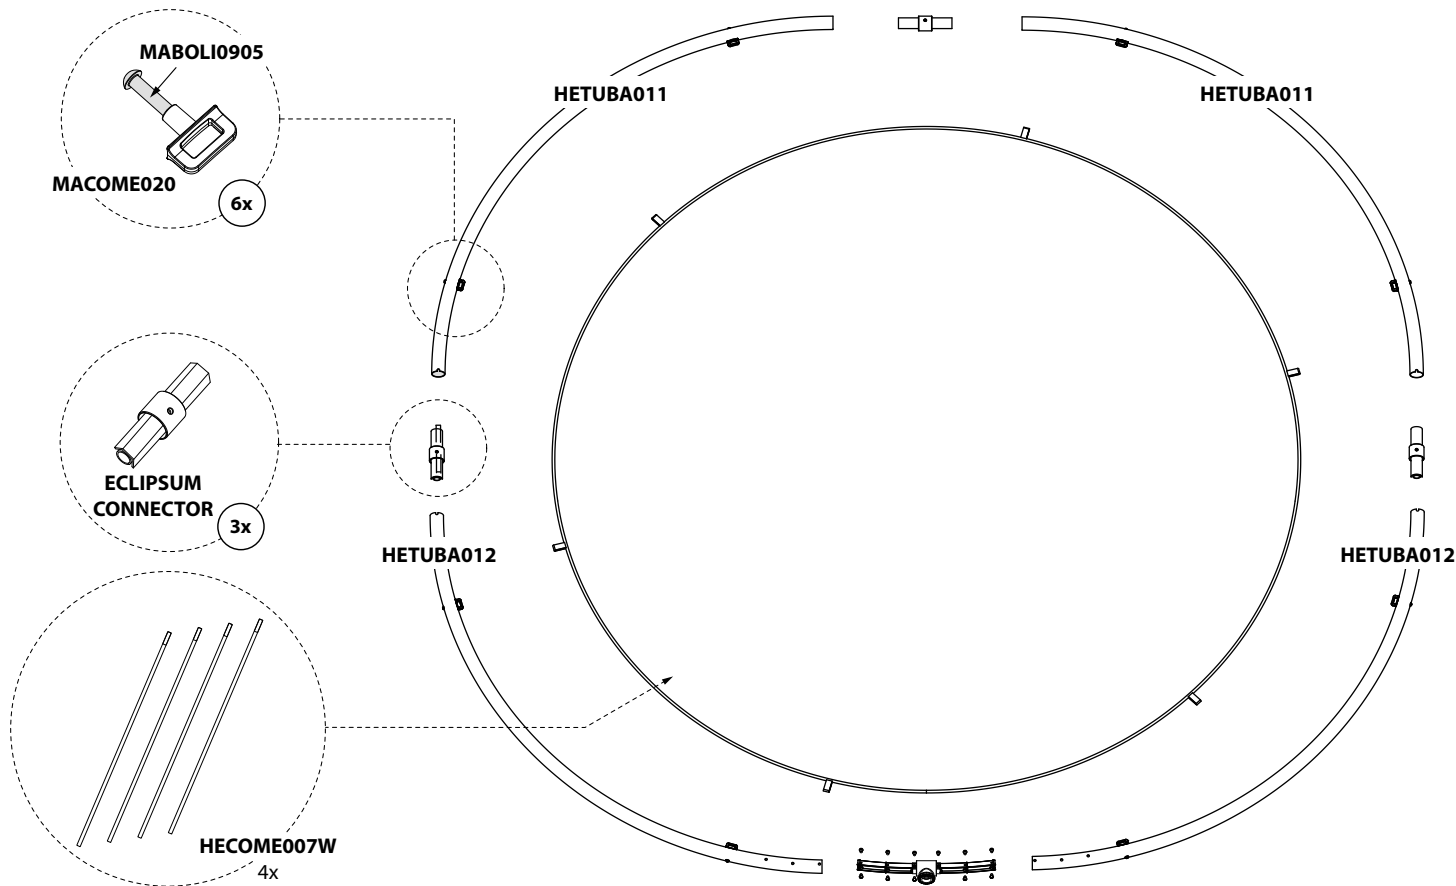 MABOLI0905
MACOME020
6x
HETUBA011
HETUBA011
ECLIPSUM
CONNECTOR
3x
HETUBA012
HETUBA012
HECOME007W
4x